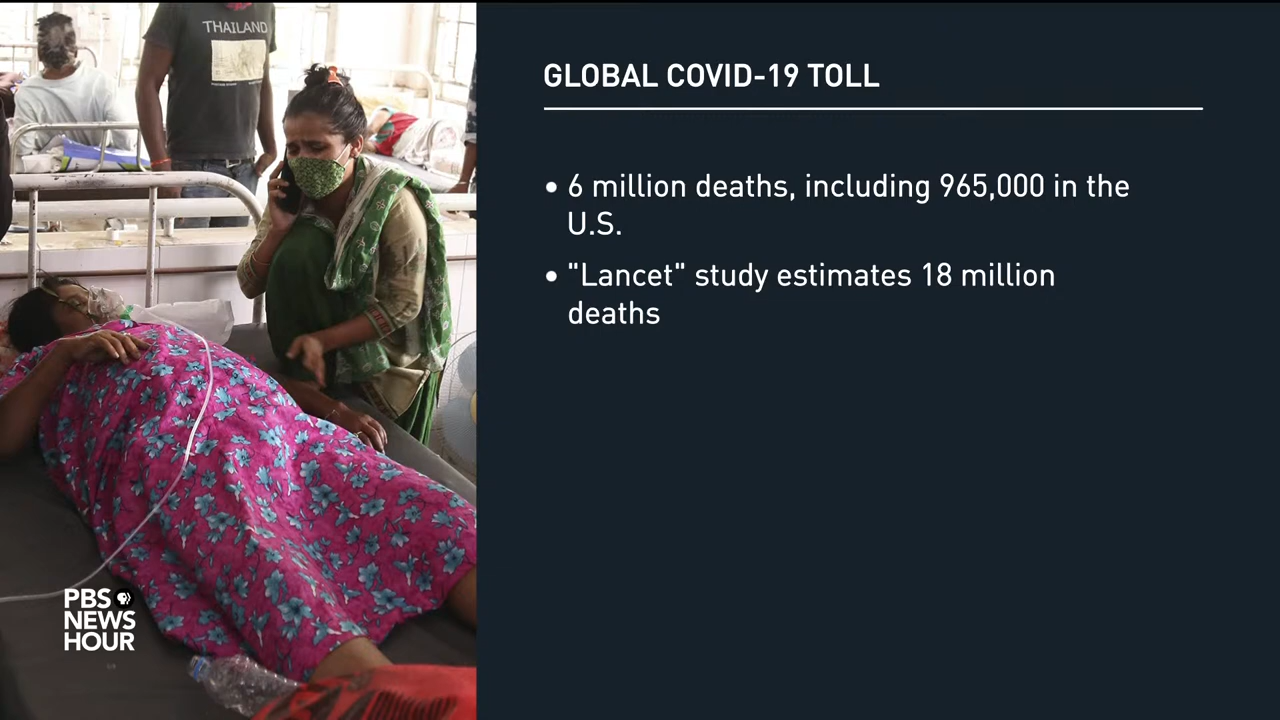 THAILAND
GLOBAL COVID-19 TOLL
• 6 million deaths, including 965,000 in the
U.S.
• "Lancet" study estimates 18 million
deaths
PBS
NEWS
HOUR